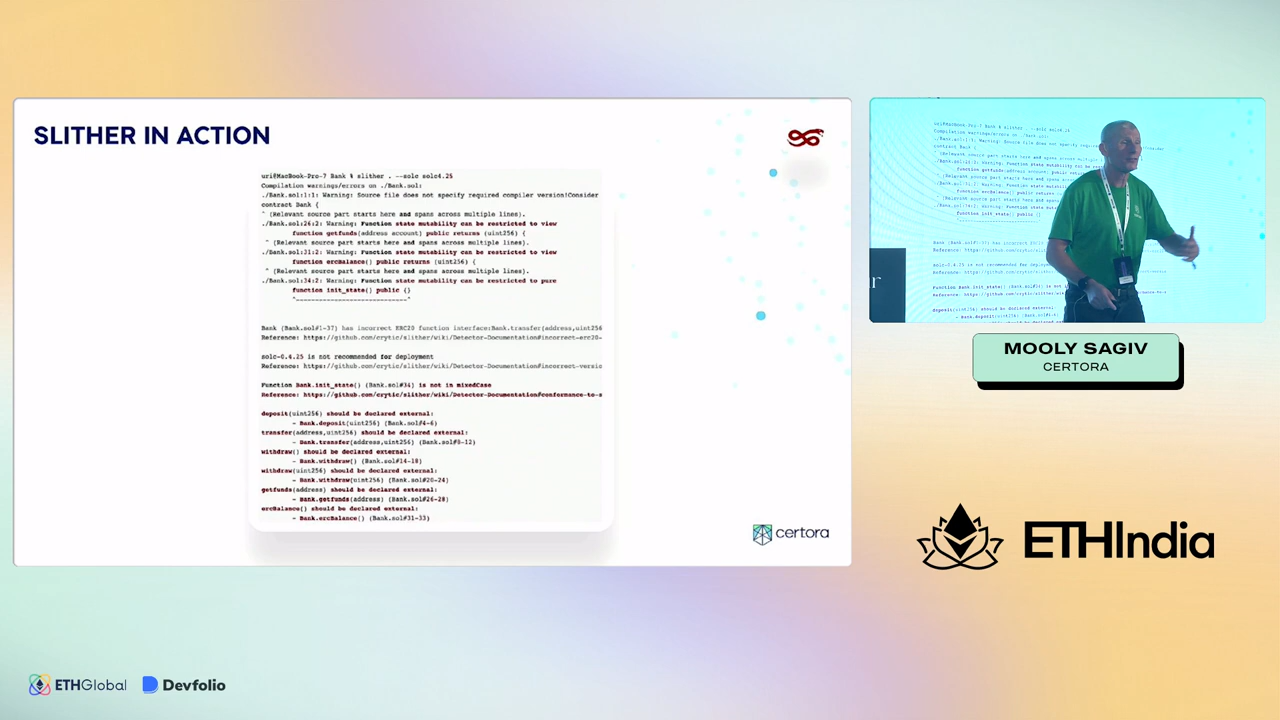 SLITHER IN ACTION
uri@MacBook-Pro-7 Bank % slither . --solc solc4.25
Compilation warnings/errors on ./Bank.sol:
./Bank.sol:1:1: Warning: Source file does not specify required compiler version!Consider
contract Bank {
^ (Relevant source part starts here and spans across multiple lines).
./Bank.sol:26:2: Warning: Function state mutability can be restricted to view
function getfunds(address account) public returns (uint256) {
^ (Relevant source part starts here and spans across multiple lines).
./Bank.sol:31:2: Warning: Function state mutability can be restricted to view
function ercBalance() public returns (uint256) {
^ (Relevant source part starts here and spans across multiple lines).
./Bank.sol:34:2: Warning: Function state mutability can be restricted to pure
function init_state() public {}
^---------------------------^
Bank (Bank.sol#1-37) has incorrect ERC20 function interface:Bank.transfer(address,uint256
Reference: https://github.com/crytic/slither/wiki/Detector-Documentation#incorrect-erc20-
solc-0.4.25 is not recommended for deployment
Reference: https://github.com/crytic/slither/wiki/Detector-Documentation#incorrect-versio
Function Bank.init_state() (Bank.sol#34) is not in mixedCase
Reference: https://github.com/crytic/slither/wiki/Detector-Documentation#conformance-to-s
deposit(uint256) should be declared external:
- Bank.deposit(uint256) (Bank.sol#4-6)
transfer(address,uint256) should be declared external:
- Bank.transfer(address,uint256) (Bank.sol#8-12)
withdraw() should be declared external:
- Bank.withdraw() (Bank.sol#14-18)
withdraw(uint256) should be declared external:
- Bank.withdraw(uint256) (Bank.sol#20-24)
getfunds(address) should be declared external:
- Bank.getfunds(address) (Bank.sol#26-28)
ercBalance() should be declared external:
- Bank.ercBalance() (Bank.sol#31-33)
certora
MOOLY SAGIV
CERTORA
ETHIndia
ETHGlobal
Devfolio